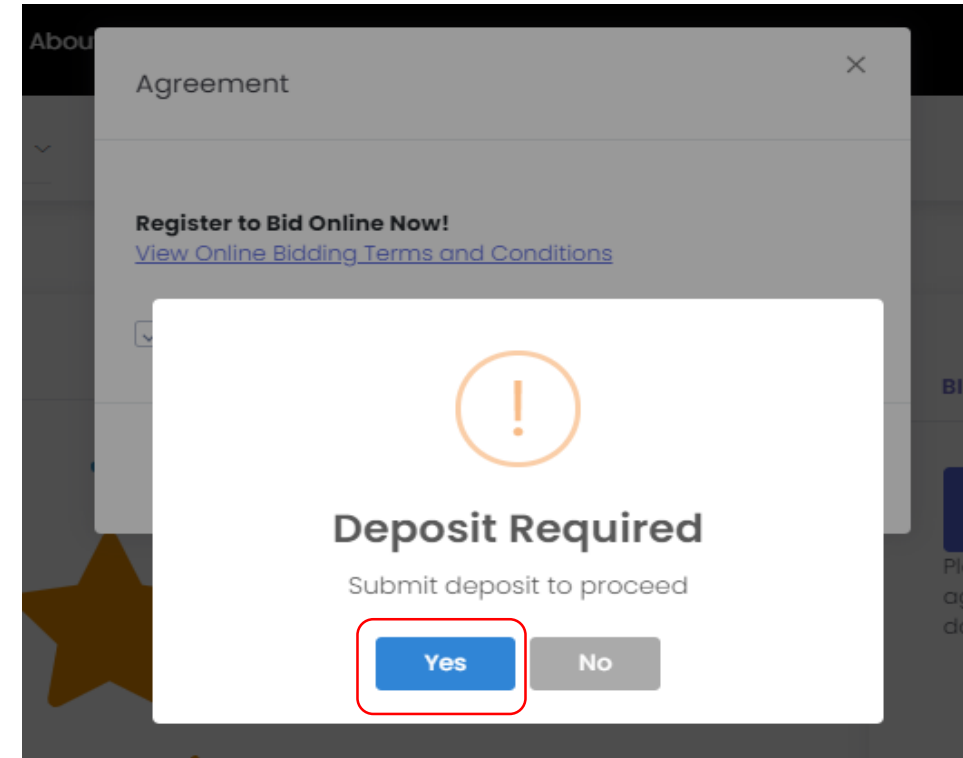 Agreement
Register to Bid Online Now!
View Online Bidding Terms and Conditions
Deposit Required
Submit deposit to proceed
Yes
No